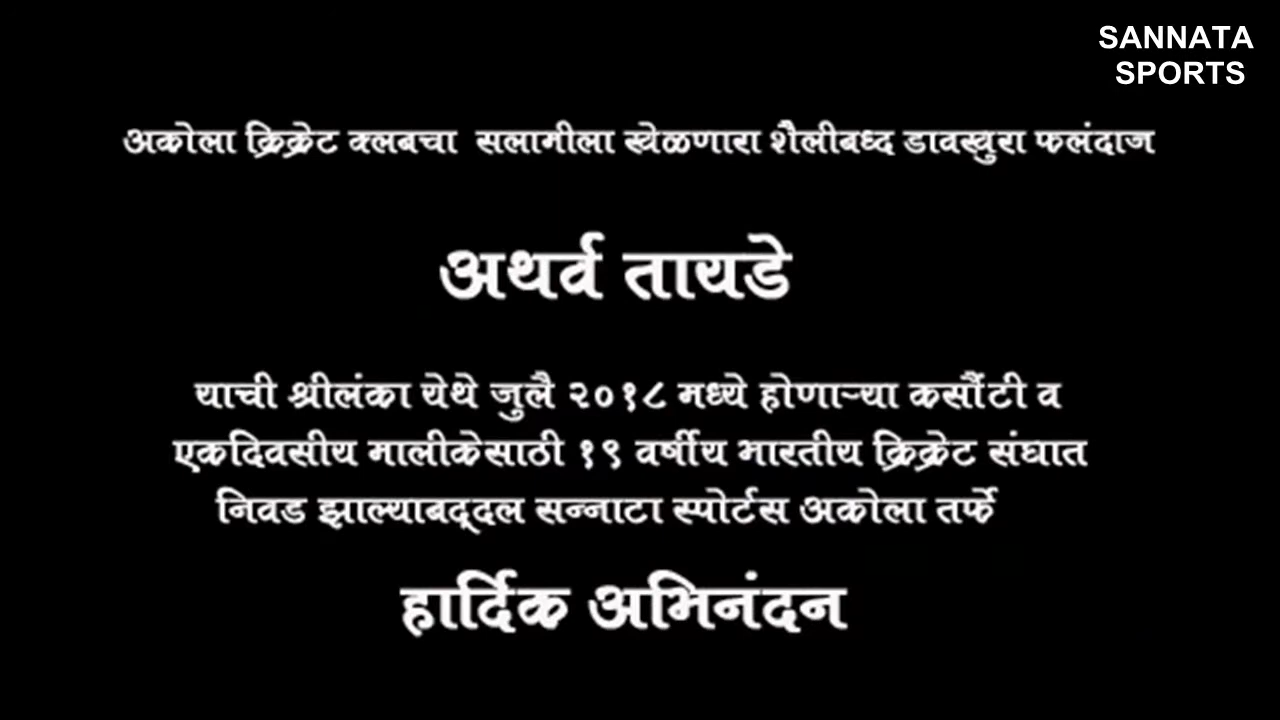 SANNATA
SPORTS
अकोला क्रिक्रेट क्लबचा सलामीला खेळणारा शैलीबध्द डावखुरा फलंदाज
अथर्व तायडे
याची श्रीलंका येथे जुलै २०१८ मध्ये होणाऱ्या कसौंटी व
एकदिवसीय मालीकेसाठी १९ वर्षीय भारतीय क्रिक्रेट संघात
निवड झाल्याबद्दल सन्नाटा स्पोर्टस अकोला तर्फे
हार्दिक अभिनंदन